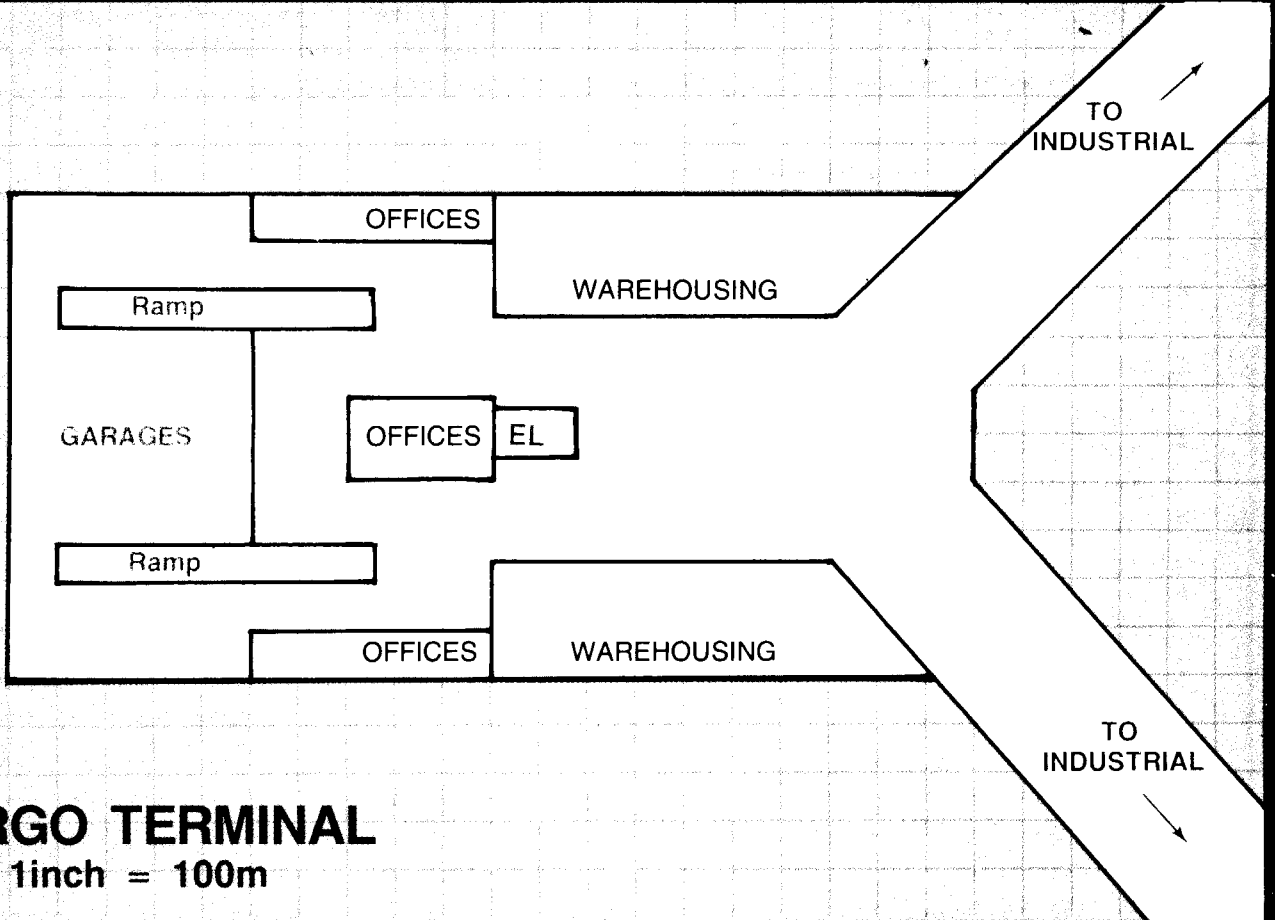 TO
INDUSTRIAL
OFFICES
WAREHOUSING
Ramp
GARAGES
OFFICES
EL
Ramp
OFFICES
WAREHOUSING
TO
INDUSTRIAL
RGO TERMINAL
1inch = 100m